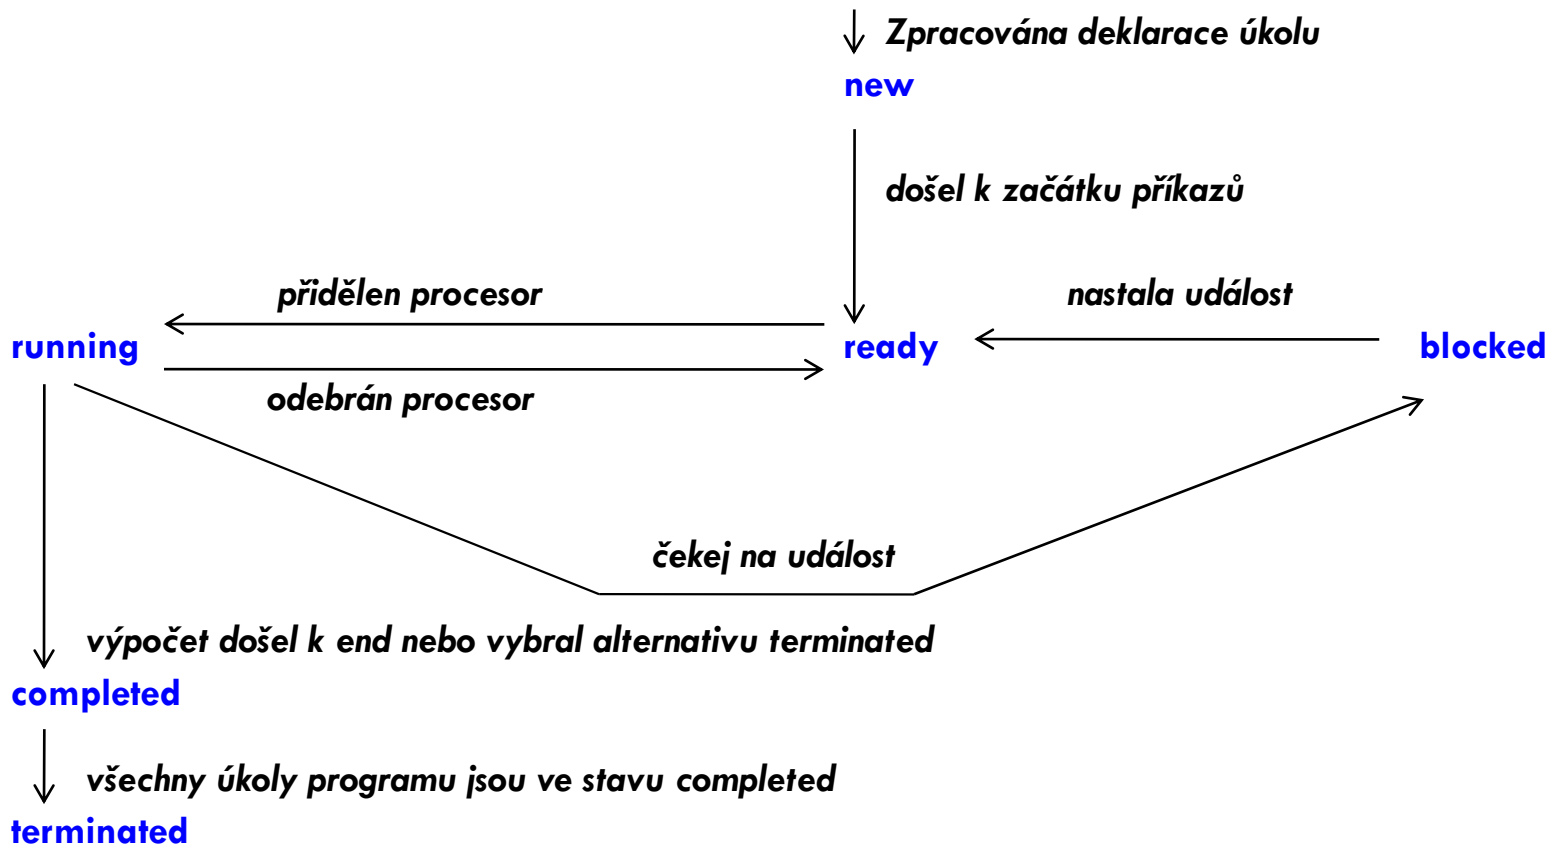 Zpracována deklarace úkolu
new
došel k začátku příkazů
přidělen procesor
nastala událost
running
ready
blocked
odebrán procesor
čekej na událost
výpočet došel k end nebo vybral alternativu terminated
completed
všechny úkoly programu jsou ve stavu completed
terminated